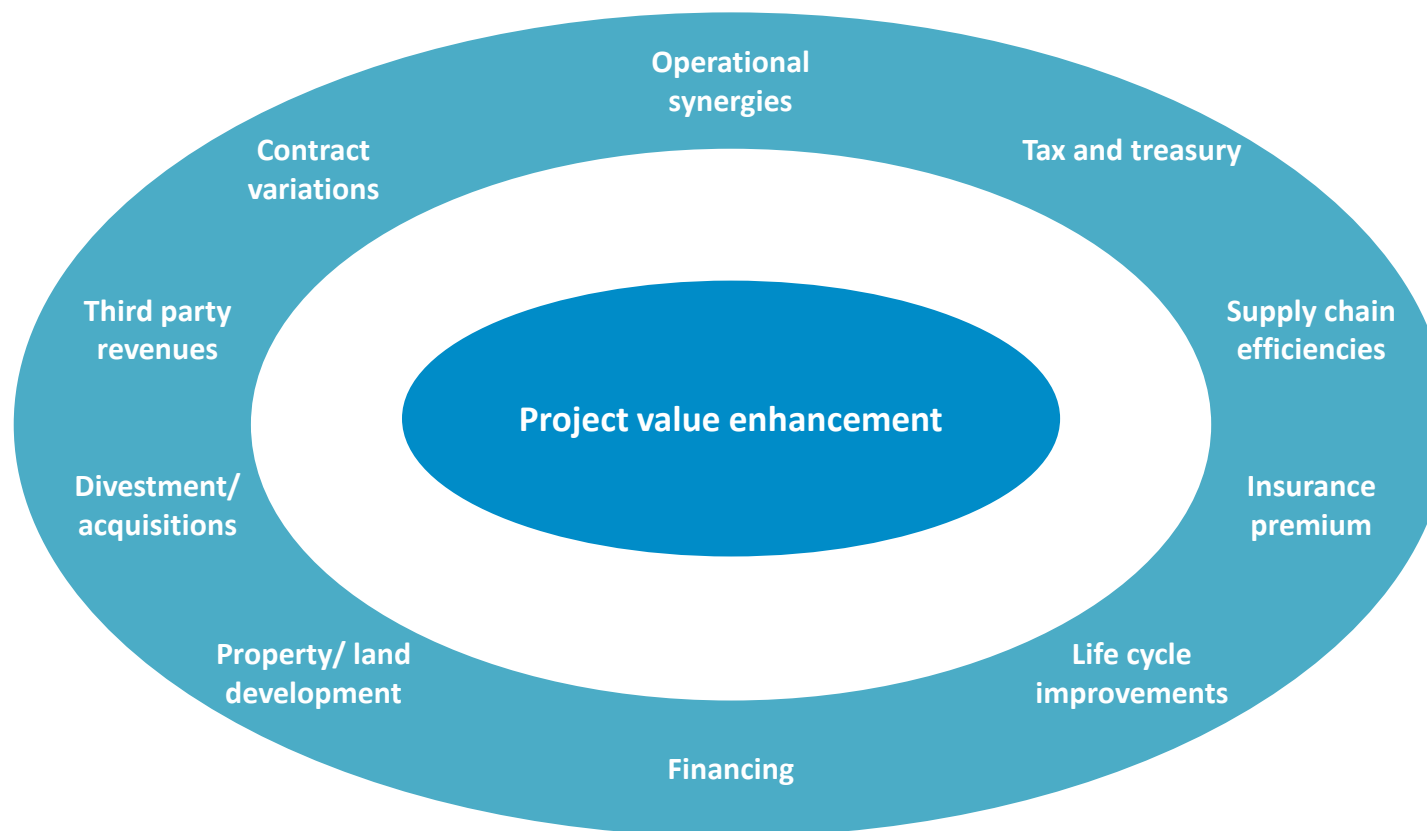 Operational
synergies
Contract
variations
Tax and treasury
Third party
revenues
Supply chain
efficiencies
Project value enhancement
Divestment/
acquisitions
Insurance
premium
Property/ land
development
Life cycle
improvements
Financing